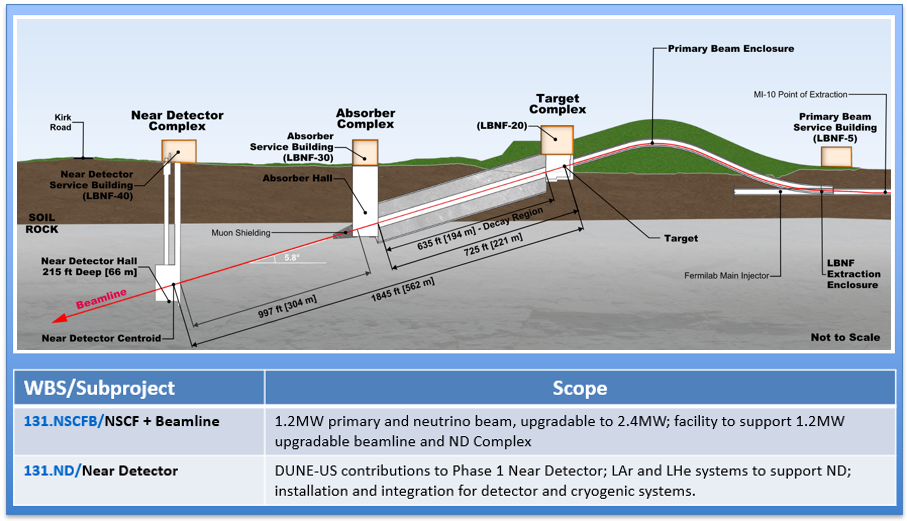 Primary Beam Enclosure
MI-10 Point of Extraction
Near Detector
Complex
Absorber
Complex
Target
Complex
(LBNF-20)
Primary Beam
Service Building
(LBNF-5)
Kirk
Road
Absorber
Service Building
(LBNF-30)
Near Detector
Service Building
(LBNF-40)
Absorber Hall
SOIL
ROCK
Muon Shielding
635 ft [194 m] - Decay Region
725 ft [221 m]
Target
Near Detector Hall
215 ft Deep [66 m]
5.8°
Fermilab Main Injector
LBNF
Extraction
Enclosure
Beamline
997 ft [304 m]
1845 ft [562 m]
Near Detector Centroid
Not to Scale
WBS/Subproject
Scope
131.NSCFB/NSCF + Beamline
1.2MW primary and neutrino beam, upgradable to 2.4MW; facility to support 1.2MW
upgradable beamline and ND Complex
131.ND/Near Detector
DUNE-US contributions to Phase 1 Near Detector; LAr and LHe systems to support ND;
installation and integration for detector and cryogenic systems.